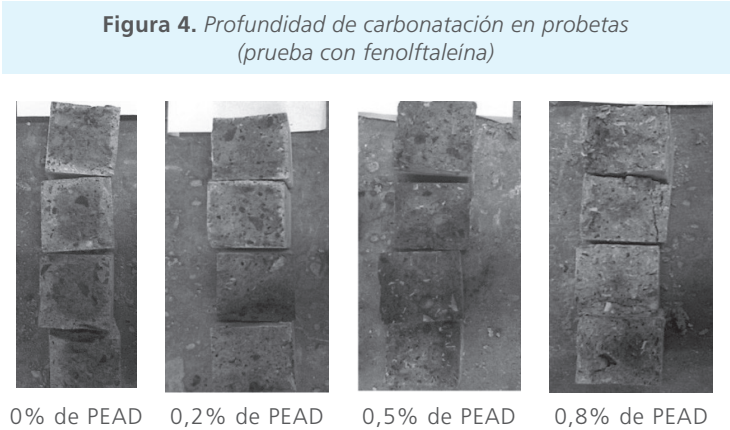 Figura 4. Profundidad de carbonatación en probetas
(prueba con fenolftaleína)
0% de PEAD
0,2% de PEAD
0,5% de PEAD
0,8% de PEAD